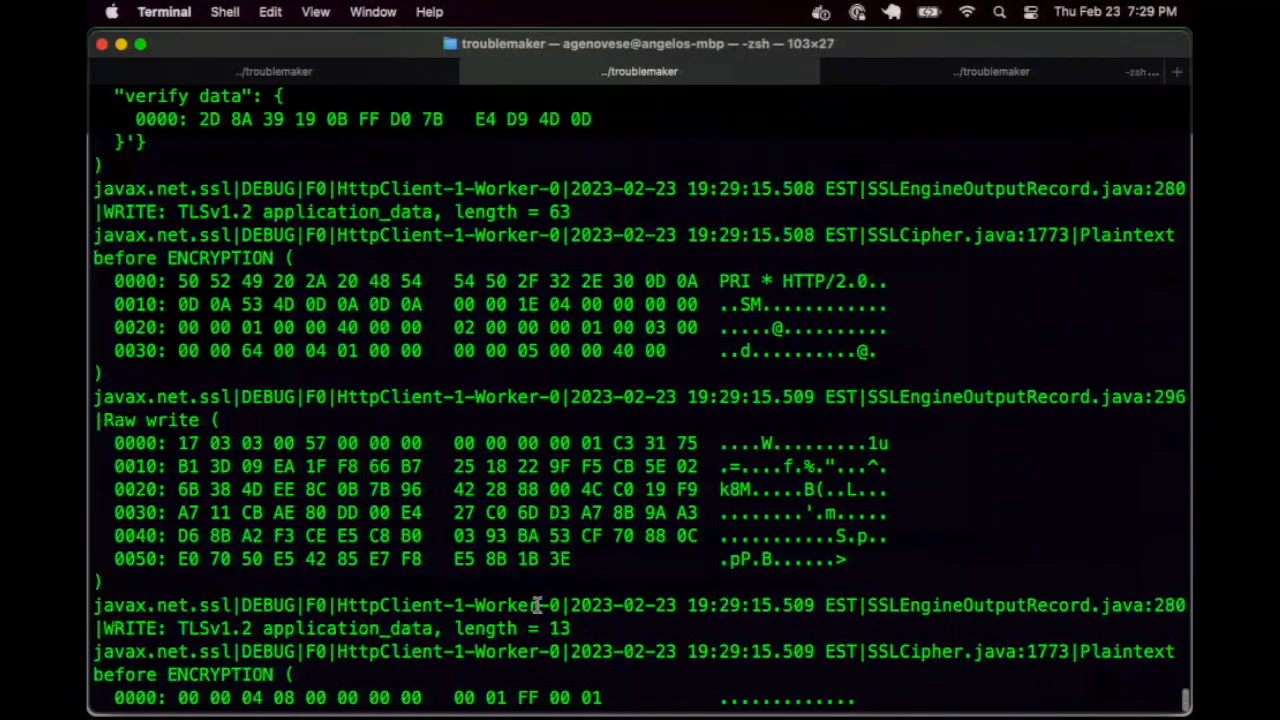 Terminal Shell Edit View Window Help Thu Feb 23 7:29 PM
troublemaker — agenovese@angelos-mbp — -zsh — 103×27
../troublemaker ../troublemaker ../troublemaker -zsh... +
"verify data": {
0000: 2D 8A 39 19 0B FF D0 7B E4 D9 4D 0D
}'}
)
javax.net.ssl|DEBUG|F0|HttpClient-1-Worker-0|2023-02-23 19:29:15.508 EST|SSLEngineOutputRecord.java:280
|WRITE: TLSv1.2 application_data, length = 63
javax.net.ssl|DEBUG|F0|HttpClient-1-Worker-0|2023-02-23 19:29:15.508 EST|SSLCipher.java:1773|Plaintext
before ENCRYPTION (
0000: 50 52 49 20 2A 20 48 54 54 50 2F 32 2E 30 0D 0A PRI * HTTP/2.0..
0010: 0D 0A 53 4D 0D 0A 0D 0A 00 00 1E 04 00 00 00 00 ..SM............
0020: 00 00 01 00 00 40 00 00 02 00 00 00 01 00 03 00 .....@..........
0030: 00 00 64 00 04 01 00 00 00 00 05 00 00 40 00 ..d..........@.
)
javax.net.ssl|DEBUG|F0|HttpClient-1-Worker-0|2023-02-23 19:29:15.509 EST|SSLEngineOutputRecord.java:296
|Raw write (
0000: 17 03 03 00 57 00 00 00 00 00 00 00 01 C3 31 75 ....W.........1u
0010: B1 3D 09 EA 1F F8 66 B7 25 18 22 9F F5 CB 5E 02 .=....f.%."...^.
0020: 6B 38 4D EE 8C 0B 7B 96 42 28 88 00 4C C0 19 F9 k8M.....B(..L...
0030: A7 11 CB AE 80 DD 00 E4 27 C0 6D D3 A7 8B 9A A3 ........'.m.....
0040: D6 8B A2 F3 CE E5 C8 B0 03 93 BA 53 CF 70 88 0C ...........S.p..
0050: E0 70 50 E5 42 85 E7 F8 E5 8B 1B 3E .pP.B......>
)
javax.net.ssl|DEBUG|F0|HttpClient-1-Worker-0|2023-02-23 19:29:15.509 EST|SSLEngineOutputRecord.java:280
|WRITE: TLSv1.2 application_data, length = 13
javax.net.ssl|DEBUG|F0|HttpClient-1-Worker-0|2023-02-23 19:29:15.509 EST|SSLCipher.java:1773|Plaintext
before ENCRYPTION (
0000: 00 00 04 08 00 00 00 00 00 01 FF 00 01 .............